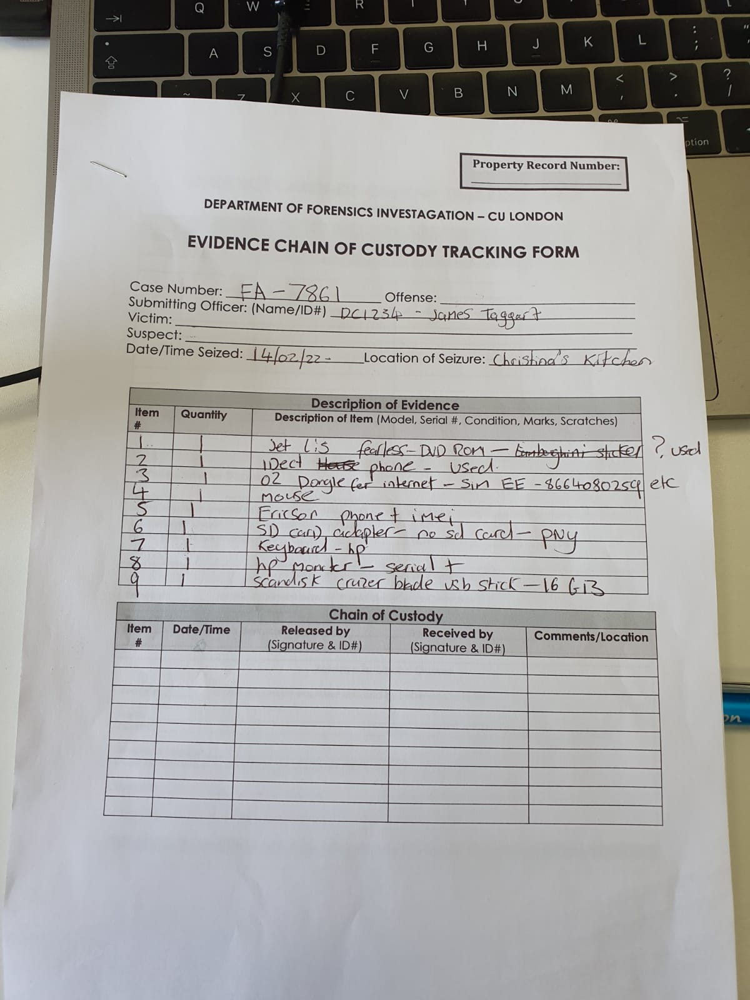 Q W E R T Y U
A S D F G H J K L : ; "
~ Z X C V B N M < , > . ? /
ption
Property Record Number:
DEPARTMENT OF FORENSICS INVESTAGATION – CU LONDON
EVIDENCE CHAIN OF CUSTODY TRACKING FORM
Case Number: FA-7861 Offense:
Submitting Officer: (Name/ID#) DC1234 - James Taggart
Victim:
Suspect:
Date/Time Seized: 14/02/22- Location of Seizure: Christina's Kitchen
Description of Evidence
Item # Quantity Description of Item (Model, Serial #, Condition, Marks, Scratches)
1 1 Jet Li's fearless - DVD ROM - Lamborghini sticker ?, used
2 1 iDect House phone - used.
3 1 O2 Dongle for internet - Sim EE - 8664080259 etc
4 1 mouse
5 1 Ericson phone + imei
6 1 SD card adapter - no sd card - PNY
7 1 Keyboard - hp
8 1 hp monitor - serial +
9 1 scandisk cruzer blade usb stick - 16 GiB
Chain of Custody
Item # Date/Time Released by (Signature & ID#) Received by (Signature & ID#) Comments/Location
on